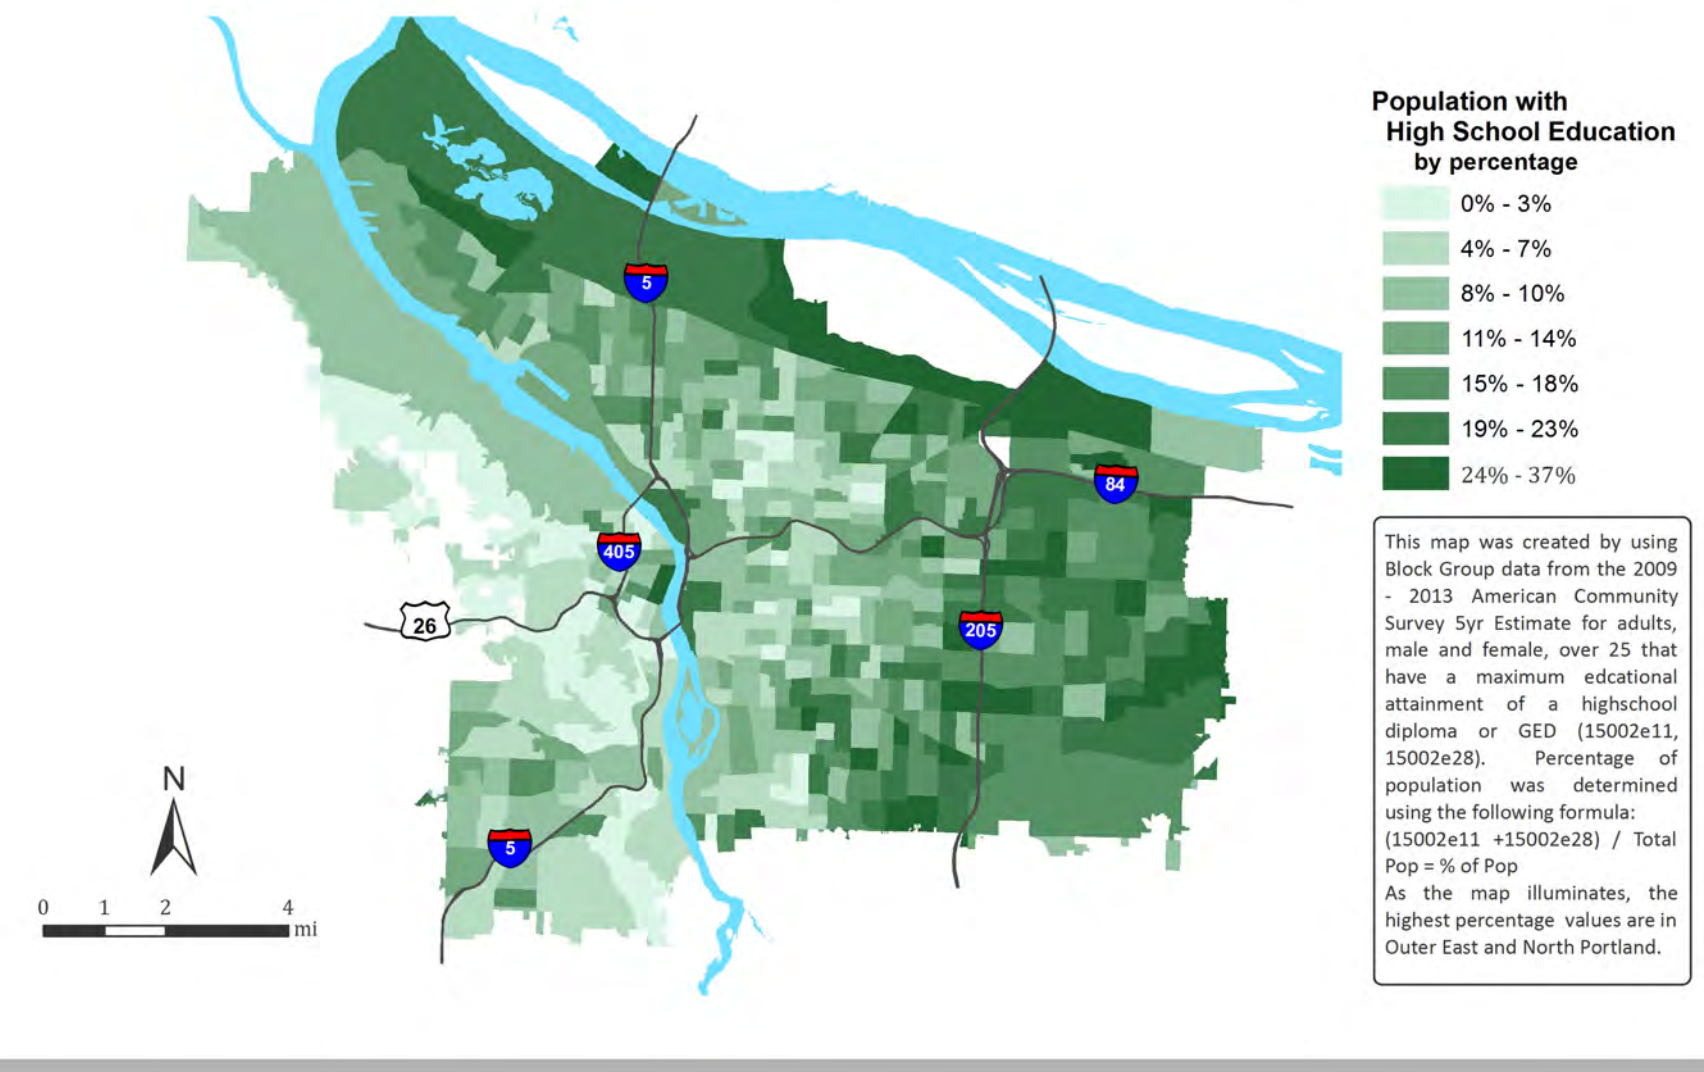 Population with
High School Education
by percentage
0% - 3%
4% - 7%
8% - 10%
11% - 14%
15% - 18%
19% - 23%
24% - 37%
5
84
405
26
205
5
N
0 1 2 4
mi
This map was created by using
Block Group data from the 2009
- 2013 American Community
Survey 5yr Estimate for adults,
male and female, over 25 that
have a maximum edcational
attainment of a highschool
diploma or GED (15002e11,
15002e28). Percentage of
population was determined
using the following formula:
(15002e11 +15002e28) / Total
Pop = % of Pop
As the map illuminates, the
highest percentage values are in
Outer East and North Portland.